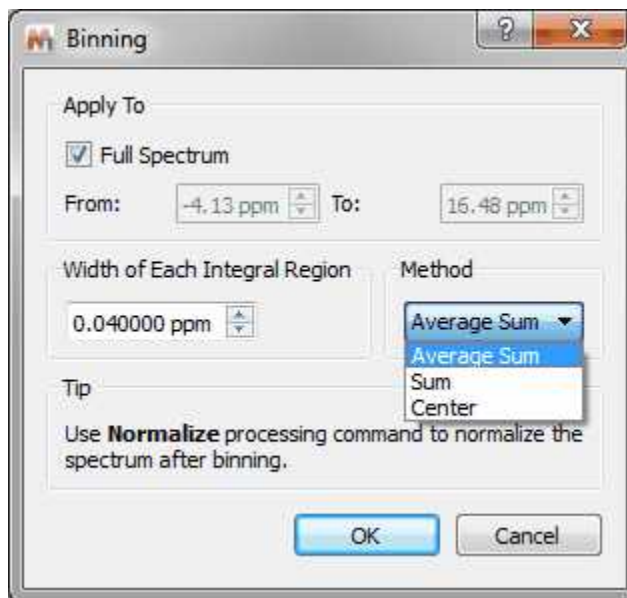 Binning
Apply To
Full Spectrum
From: -4.13 ppm To: 16.48 ppm
Width of Each Integral Region
0.040000 ppm
Method
Average Sum
Average Sum
Sum
Center
Tip
Use Normalize processing command to normalize the
spectrum after binning.
OK Cancel